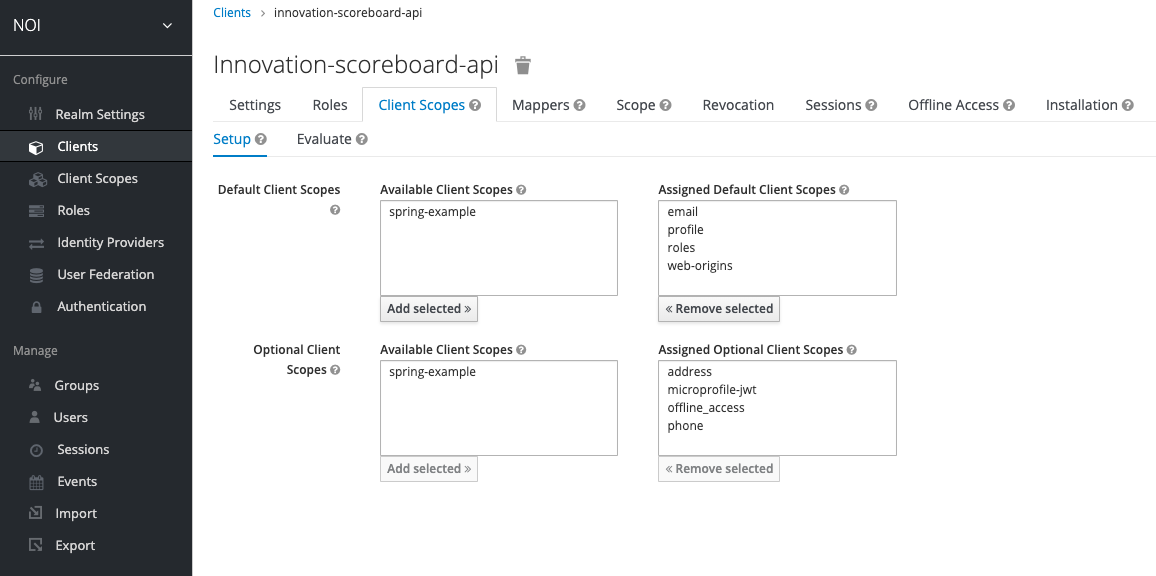 NOI
Configure
Realm Settings
Clients
Client Scopes
Roles
Identity Providers
User Federation
Authentication
Manage
Groups
Users
Sessions
Events
Import
Export
Clients > innovation-scoreboard-api
Innovation-scoreboard-api
Settings Roles Client Scopes Mappers Scope Revocation Sessions Offline Access Installation
Setup Evaluate
Default Client Scopes
Available Client Scopes
spring-example
Add selected »
Assigned Default Client Scopes
email
profile
roles
web-origins
« Remove selected
Optional Client
Scopes
Available Client Scopes
spring-example
Add selected »
Assigned Optional Client Scopes
address
microprofile-jwt
offline_access
phone
« Remove selected